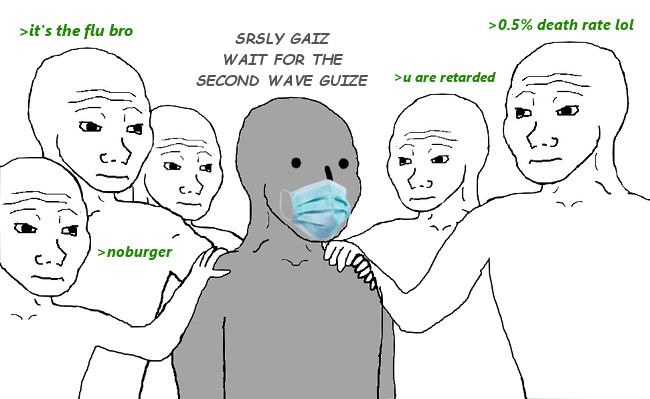 >it's the flu bro
SRSLY GAIZ
WAIT FOR THE
SECOND WAVE GUIZE
>0.5% death rate lol
>u are retarded
>noburger